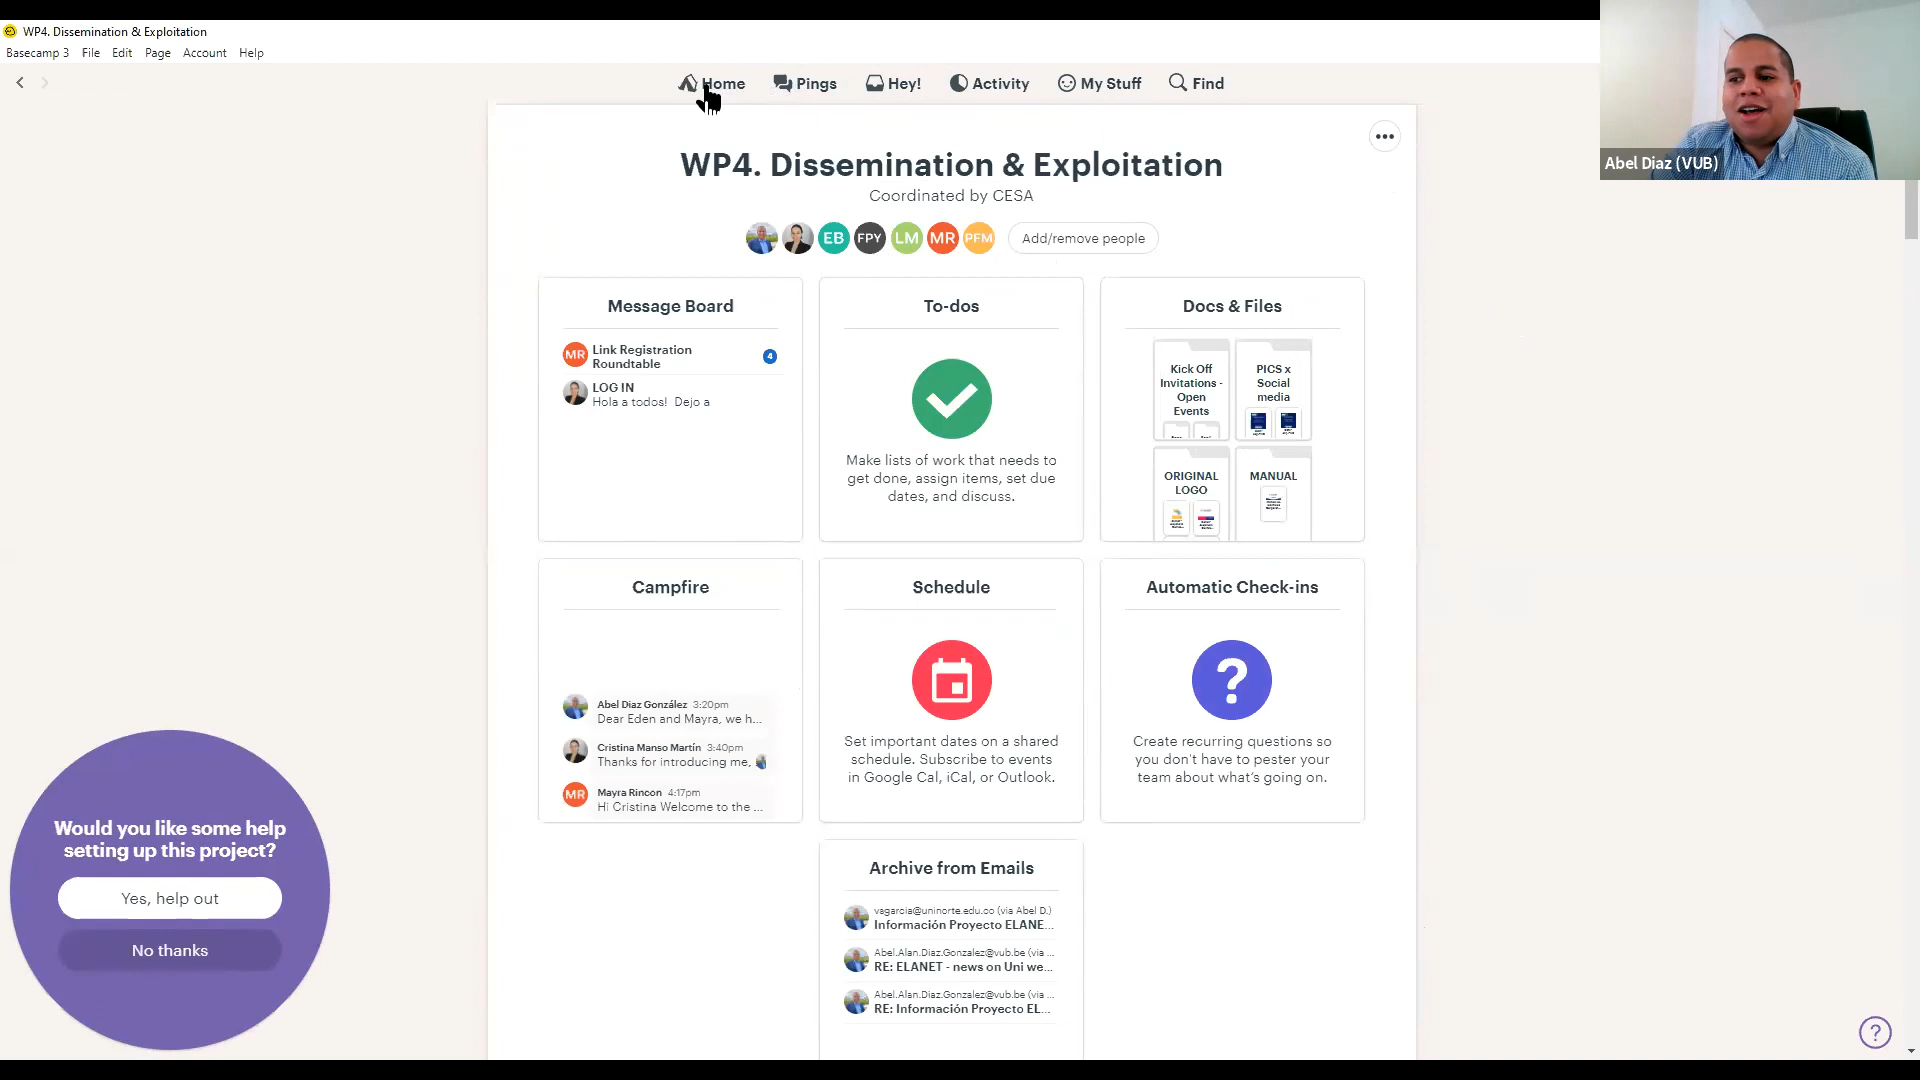 WP4. Dissemination & Exploitation
Basecamp 3 File Edit Page Account Help
Home Pings Hey! Activity My Stuff Find
Abel Diaz (VUB)
WP4. Dissemination & Exploitation
Coordinated by CESA
EB FPY LM MR PFM Add/remove people
Message Board
MR Link Registration
Roundtable
4
LOG IN
Hola a todos! Dejo a
To-dos
Make lists of work that needs to
get done, assign items, set due
dates, and discuss.
Docs & Files
Kick Off
Invitations -
Open
Events
PICS x
Social
media
ORIGINAL
LOGO
MANUAL
Campfire
Abel Diaz González 3:20pm
Dear Eden and Mayra, we h...
Cristina Manso Martín 3:40pm
Thanks for introducing me,
MR Mayra Rincon 4:17pm
Hi Cristina Welcome to the ...
Schedule
Set important dates on a shared
schedule. Subscribe to events
in Google Cal, iCal, or Outlook.
Automatic Check-ins
?
Create recurring questions so
you don't have to pester your
team about what's going on.
Would you like some help
setting up this project?
Yes, help out
No thanks
Archive from Emails
vagarcia@uninorte.edu.co (via Abel D.)
Información Proyecto ELANE...
Abel.Alan.Diaz.Gonzalez@vub.be (via ...
RE: ELANET - news on Uni we...
Abel.Alan.Diaz.Gonzalez@vub.be (via ...
RE: Información Proyecto EL...
?